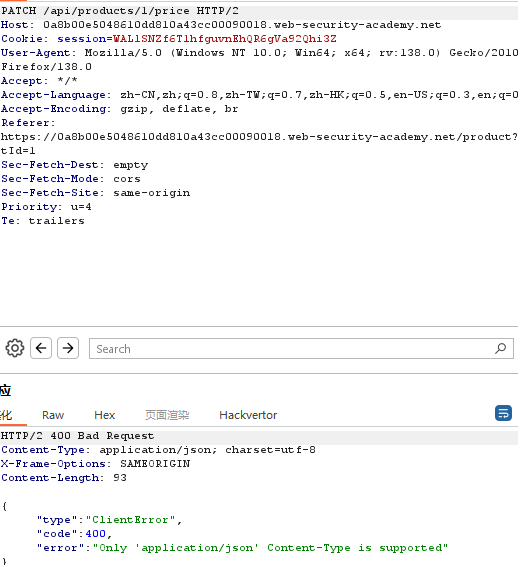 PATCH /api/products/1/price HTTP/2
Host: 0a8b00e5048610dd810a43cc00090018.web-security-academy.net
Cookie: session=WALlSNZf6TlhfguvnEhQR6gVa92Qhi3Z
User-Agent: Mozilla/5.0 (Windows NT 10.0; Win64; x64; rv:138.0) Gecko/2010
Firefox/138.0
Accept: */*
Accept-Language: zh-CN,zh;q=0.8,zh-TW;q=0.7,zh-HK;q=0.5,en-US;q=0.3,en;q=0
Accept-Encoding: gzip, deflate, br
Referer:
https://0a8b00e5048610dd810a43cc00090018.web-security-academy.net/product?
tId=1
Sec-Fetch-Dest: empty
Sec-Fetch-Mode: cors
Sec-Fetch-Site: same-origin
Priority: u=4
Te: trailers
Search
应
化 Raw Hex 页面渲染 Hackvertor
HTTP/2 400 Bad Request
Content-Type: application/json; charset=utf-8
X-Frame-Options: SAMEORIGIN
Content-Length: 93
{
"type":"ClientError",
"code":400,
"error":"Only 'application/json' Content-Type is supported"
}